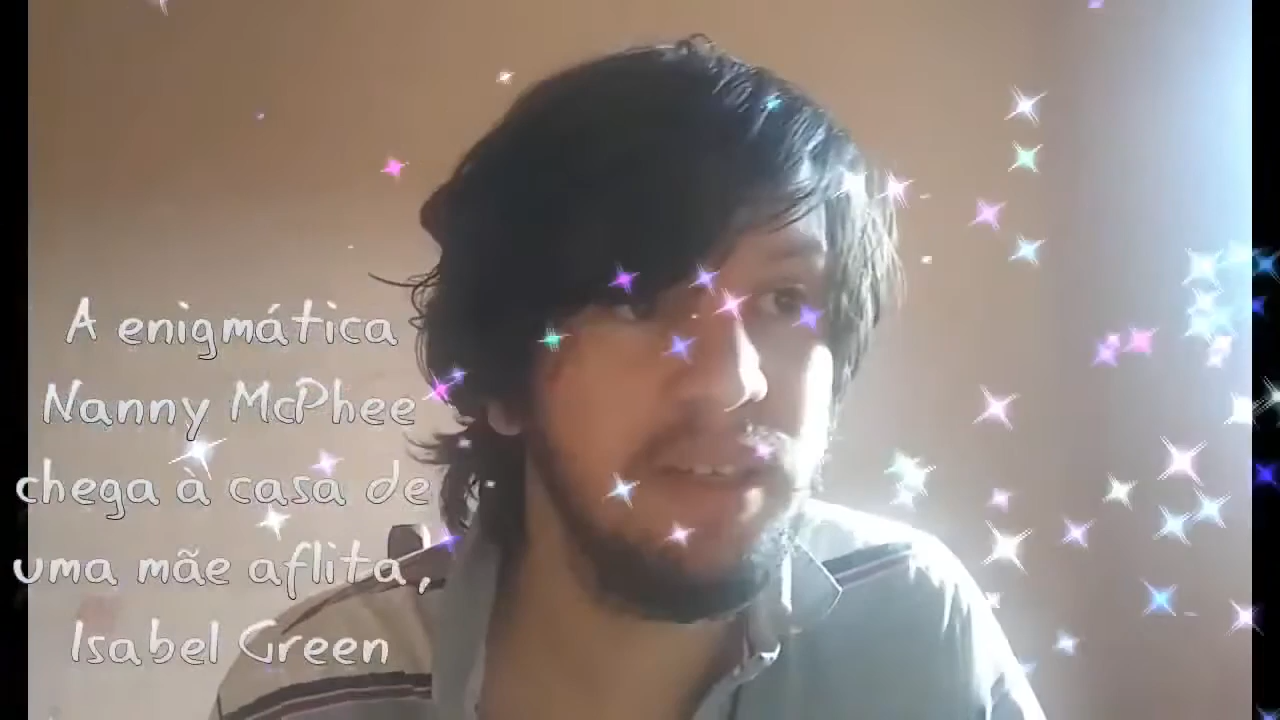 A enigmática
Nanny McPhee
chega à casa de
uma mãe aflita,
Isabel Green